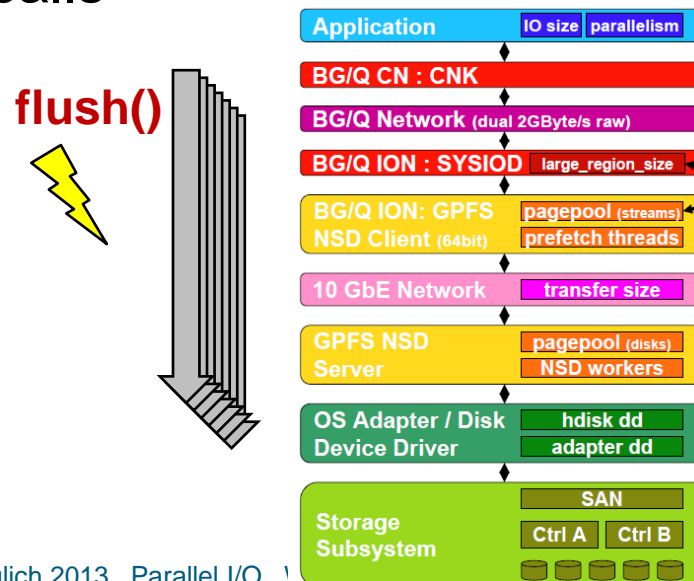 flush()
Application IO size parallelism
BG/Q CN : CNK
BG/Q Network (dual 2GByte/s raw)
BG/Q ION : SYSIOD large_region_size
BG/Q ION: GPFS pagepool (streams)
NSD Client (64bit) prefetch threads
10 GbE Network transfer size
GPFS NSD pagepool (disks)
Server NSD workers
OS Adapter / Disk hdisk dd
Device Driver adapter dd
SAN
Storage Ctrl A Ctrl B
Subsystem
2013 Parallel I/O